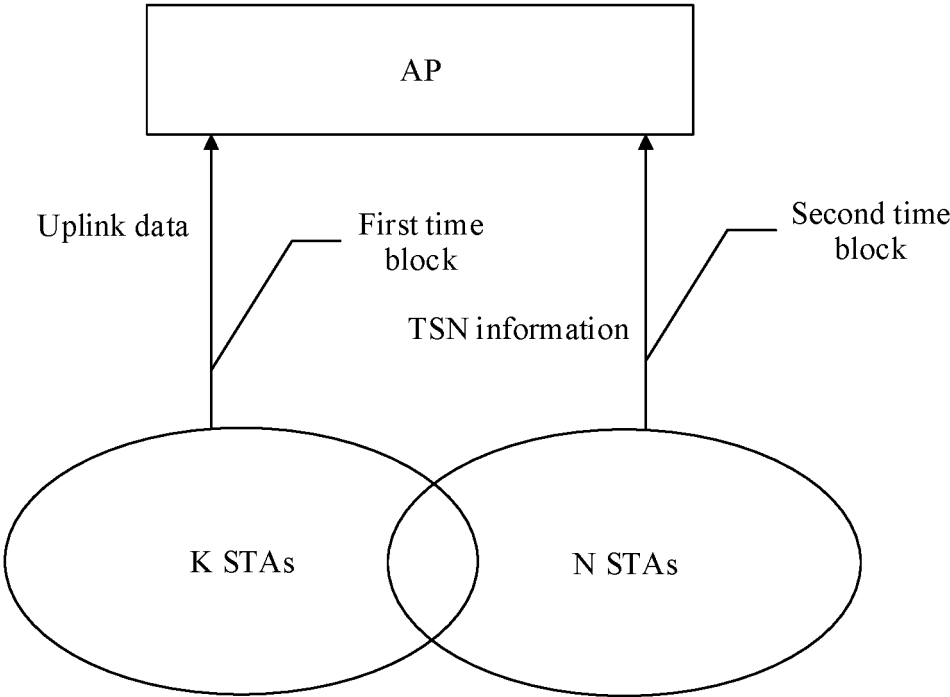 AP
Uplink data
First time
block
Second time
block
TSN information
K STAs
N STAs